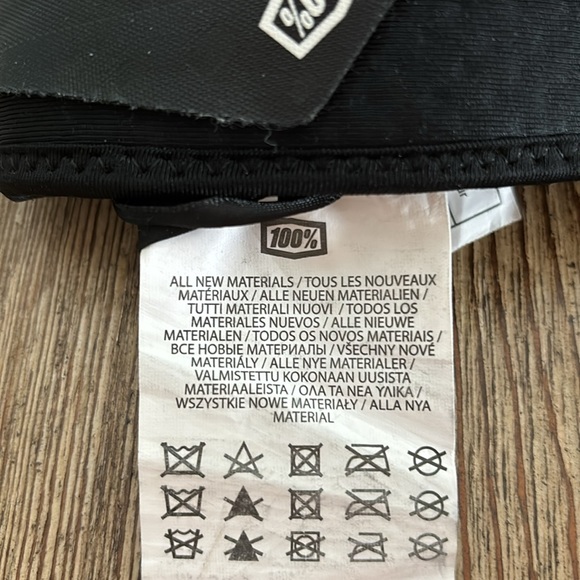 %
100%
ALL NEW MATERIALS / TOUS LES NOUVEAUX
MATÉRIAUX / ALLE NEUEN MATERIALIEN /
TUTTI MATERIALI NUOVI / TODOS LOS
MATERIALES NUEVOS / ALLE NIEUWE
MATERIALEN / TODOS OS NOVOS MATERIAIS /
ВСЕ НОВЫЕ МАТЕРИАЛЫ / VŠECHNY NOVÉ
MATERIÁLY / ALLE NYE MATERIALER /
VALMISTETTU KOKONAAN UUSISTA
MATERIAALEISTA / ΟΛΑ ΤΑ ΝΕΑ ΥΛΙΚΑ /
WSZYSTKIE NOWE MATERIAŁY / ALLA NYA
MATERIAL